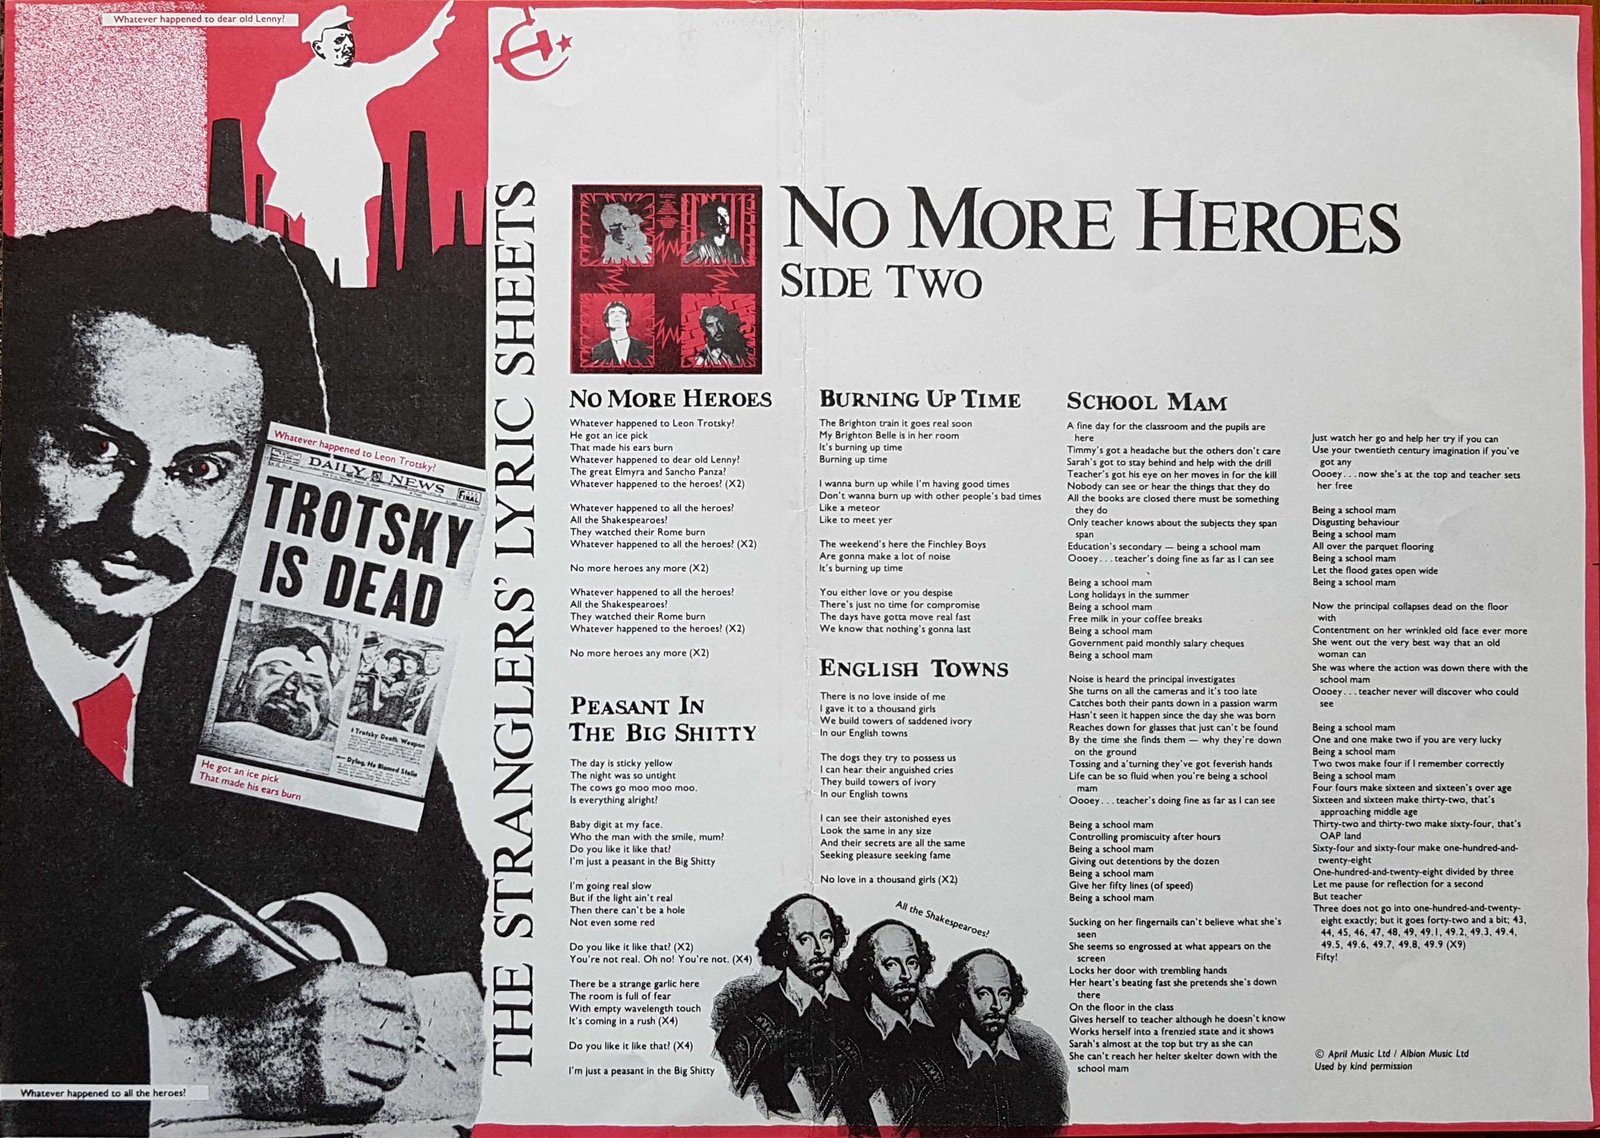 Whatever happened to dear old Lenny?
THE STRANGLERS' LYRIC SHEETS
NO MORE HEROES
SIDE TWO
Whatever happened to Leon Trotsky?
DAILY NEWS
FINAL
TROTSKY
IS DEAD
Trotsky Death Weapon
Dying, He Blamed Stalin
He got an ice pick
That made his ears burn
Whatever happened to all the heroes?
NO MORE HEROES
Whatever happened to Leon Trotsky?
He got an ice pick
That made his ears burn
Whatever happened to dear old Lenny?
The great Elmyra and Sancho Panza?
Whatever happened to the heroes? (X2)
Whatever happened to all the heroes?
All the Shakespearoes?
They watched their Rome burn
Whatever happened to all the heroes? (X2)
No more heroes any more (X2)
Whatever happened to all the heroes?
All the Shakespearoes?
They watched their Rome burn
Whatever happened to the heroes? (X2)
No more heroes any more (X2)
PEASANT IN
THE BIG SHITTY
The day is sticky yellow
The night was so untight
The cows go moo moo moo.
Is everything alright?
Baby digit at my face.
Who the man with the smile, mum?
Do you like it like that?
I'm just a peasant in the Big Shitty
I'm going real slow
But if the light ain't real
Then there can't be a hole
Not even some red
Do you like it like that? (X2)
You're not real. Oh no! You're not. (X4)
There be a strange garlic here
The room is full of fear
With empty wavelength touch
It's coming in a rush (X4)
Do you like it like that? (X4)
I'm just a peasant in the Big Shitty
BURNING UP TIME
The Brighton train it goes real soon
My Brighton Belle is in her room
It's burning up time
Burning up time
I wanna burn up while I'm having good times
Don't wanna burn up with other people's bad times
Like a meteor
Like to meet yer
The weekend's here the Finchley Boys
Are gonna make a lot of noise
It's burning up time
You either love or you despise
There's just no time for compromise
The days have gotta move real fast
We know that nothing's gonna last
ENGLISH TOWNS
There is no love inside of me
I gave it to a thousand girls
We build towers of saddened ivory
In our English towns
The dogs they try to possess us
I can hear their anguished cries
They build towers of ivory
In our English towns
I can see their astonished eyes
Look the same in any size
And their secrets are all the same
Seeking pleasure seeking fame
No love in a thousand girls (X2)
All the Shakespearoes?
SCHOOL MAM
A fine day for the classroom and the pupils are
here
Timmy's got a headache but the others don't care
Sarah's got to stay behind and help with the drill
Teacher's got his eye on her moves in for the kill
Nobody can see or hear the things that they do
All the books are closed there must be something
they do
Only teacher knows about the subjects they span
span
Education's secondary — being a school mam
Oooey...teacher's doing fine as far as I can see
Being a school mam
Long holidays in the summer
Being a school mam
Free milk in your coffee breaks
Being a school mam
Government paid monthly salary cheques
Being a school mam
Noise is heard the principal investigates
She turns on all the cameras and it's too late
Catches both their pants down in a passion warm
Hasn't seen it happen since the day she was born
Reaches down for glasses that just can't be found
By the time she finds them — why they're down
on the ground
Tossing and a'turning they've got feverish hands
Life can be so fluid when you're being a school
mam
Oooey...teacher's doing fine as far as I can see
Being a school mam
Controlling promiscuity after hours
Being a school mam
Giving out detentions by the dozen
Being a school mam
Give her fifty lines (of speed)
Being a school mam
Sucking on her fingernails can't believe what she's
seen
She seems so engrossed at what appears on the
screen
Locks her door with trembling hands
Her heart's beating fast she pretends she's down
there
On the floor in the class
Gives herself to teacher although he doesn't know
Works herself into a frenzied state and it shows
Sarah's almost at the top but try as she can
She can't reach her helter skelter down with the
school mam
Just watch her go and help her try if you can
Use your twentieth century imagination if you've
got any
Oooey...now she's at the top and teacher sets
her free
Being a school mam
Disgusting behaviour
Being a school mam
All over the parquet flooring
Being a school mam
Let the flood gates open wide
Being a school mam
Now the principal collapses dead on the floor
with
Contentment on her wrinkled old face ever more
She went out the very best way that an old
woman can
She was where the action was down there with the
school mam
Oooey...teacher never will discover who could
see
Being a school mam
One and one make two if you are very lucky
Being a school mam
Two twos make four if I remember correctly
Being a school mam
Four fours make sixteen and sixteen's over age
Sixteen and sixteen make thirty-two, that's
approaching middle age
Thirty-two and thirty-two make sixty-four, that's
OAP land
Sixty-four and sixty-four make one-hundred-and-
twenty-eight
One-hundred-and-twenty-eight divided by three
Let me pause for reflection for a second
But teacher
Three does not go into one-hundred-and-twenty-
eight exactly; but it goes forty-two and a bit; 43,
44, 45, 46, 47, 48, 49, 49.1, 49.2, 49.3, 49.4,
49.5, 49.6, 49.7, 49.8, 49.9 (X9)
Fifty!
© April Music Ltd / Albion Music Ltd
Used by kind permission